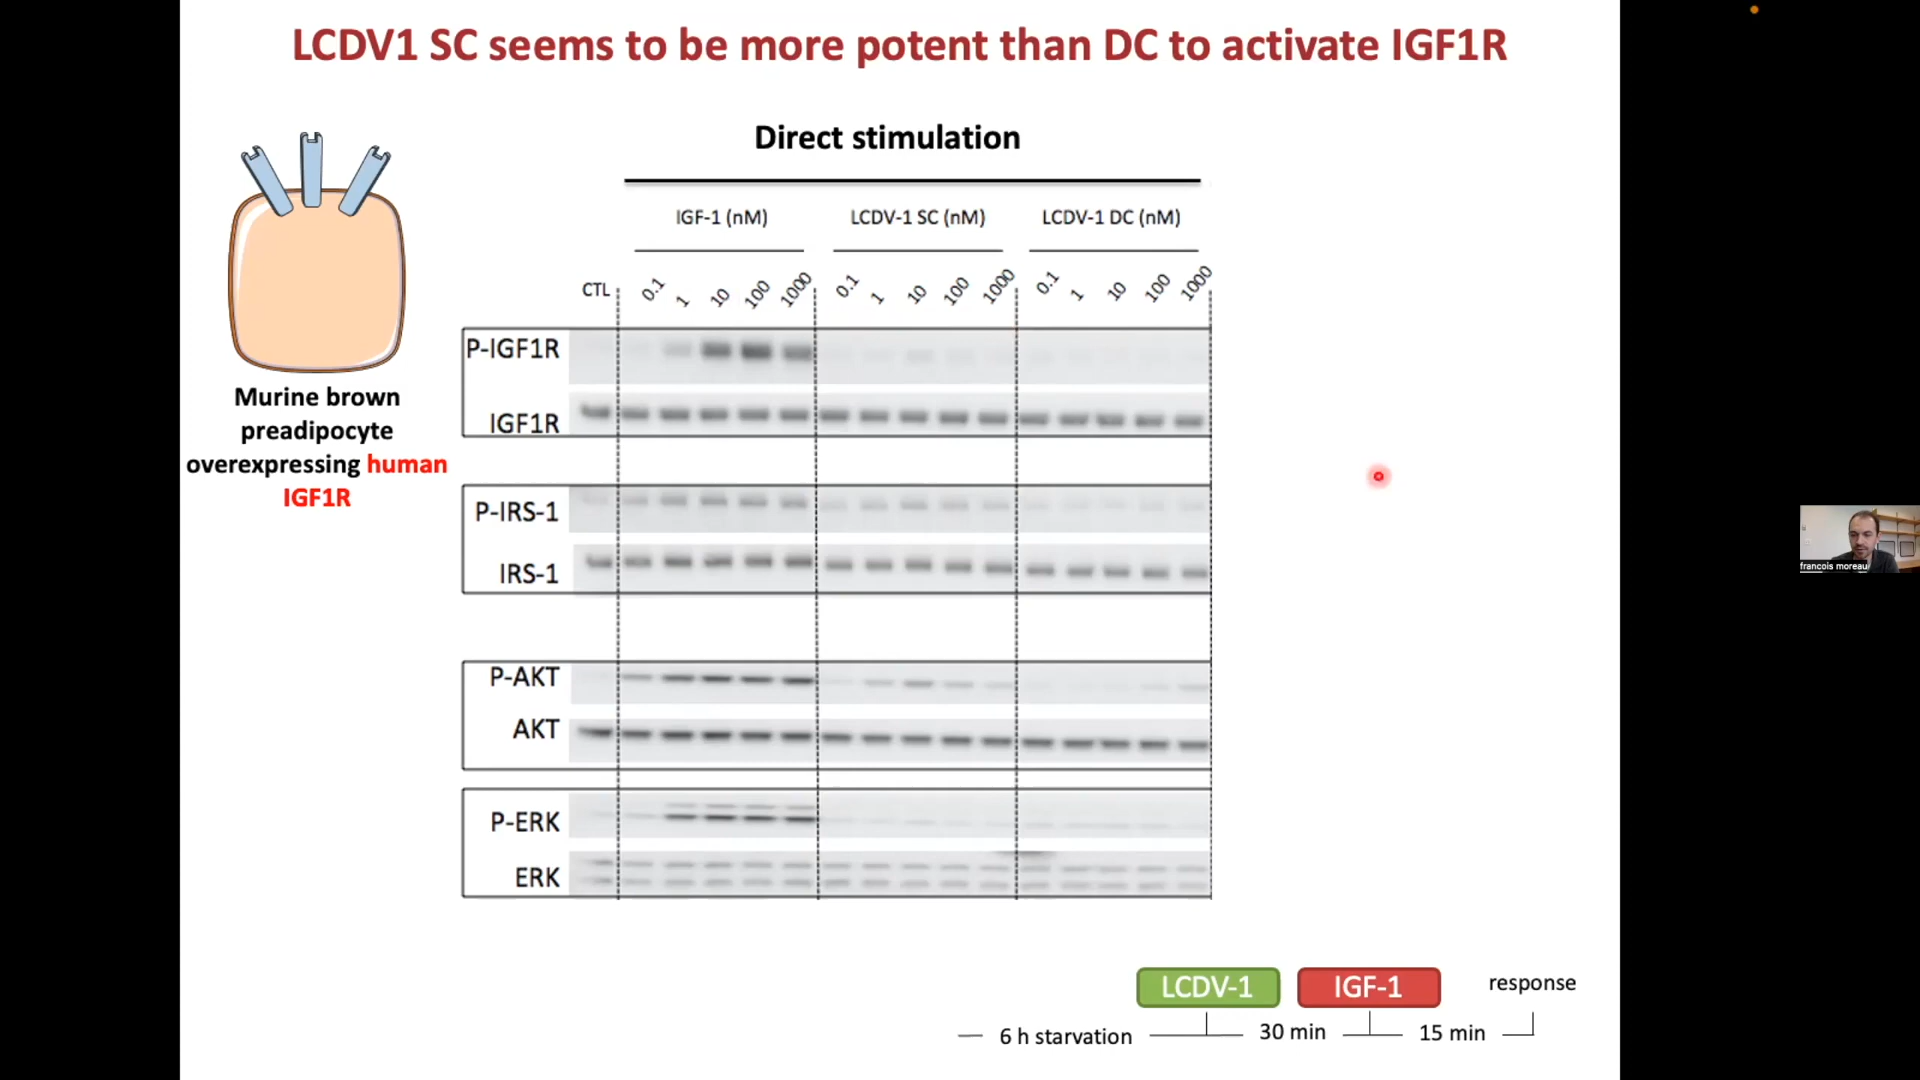 LCDV1 SC seems to be more potent than DC to activate IGF1R
Direct stimulation
IGF-1 (nM)
LCDV-1 SC (nM)
LCDV-1 DC (nM)
CTL
0.1
1
10
100
1000
0.1
1
10
100
1000
0.1
1
10
100
1000
P-IGF1R
IGF1R
P-IRS-1
IRS-1
P-AKT
AKT
P-ERK
ERK
Murine brown
preadipocyte
overexpressing human
IGF1R
francois moreau
LCDV-1
IGF-1
response
6 h starvation
30 min
15 min